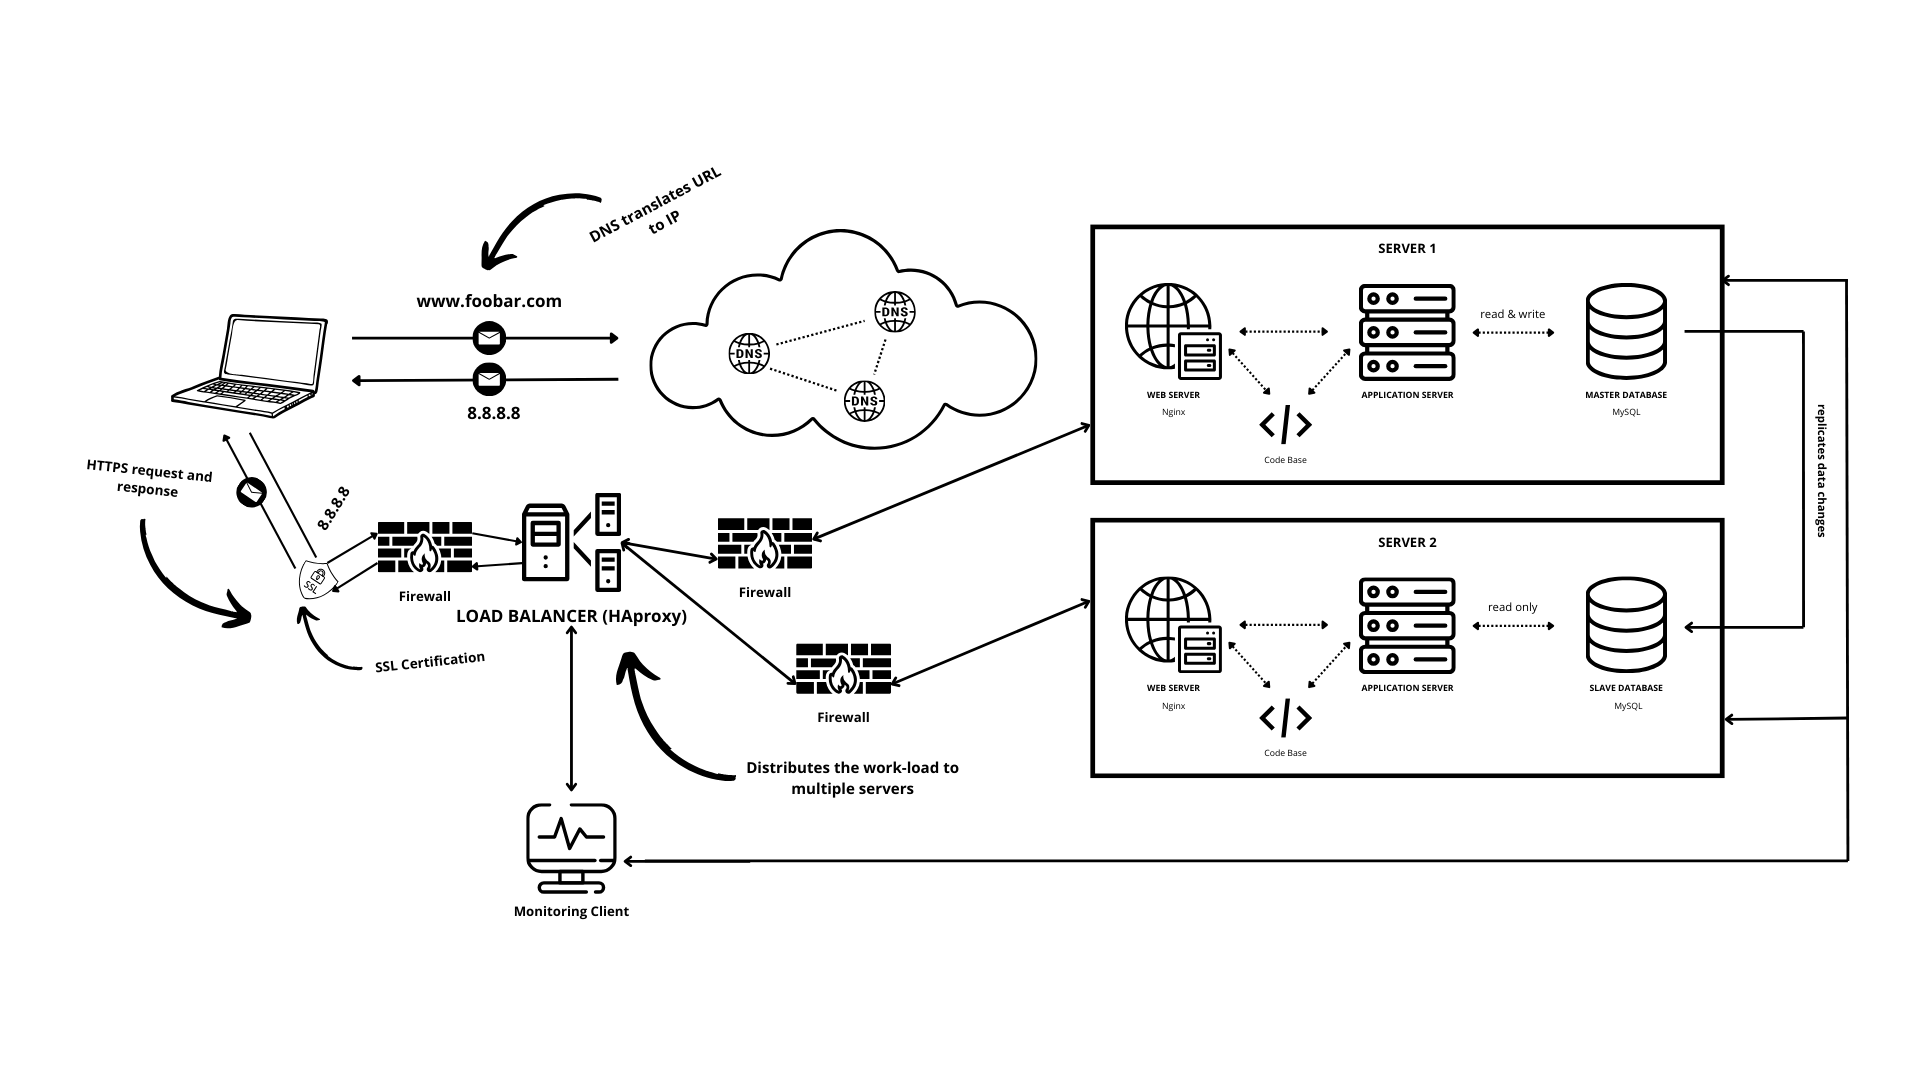 DNS translates URL
to IP
www.foobar.com
8.8.8.8
DNS
DNS
DNS
HTTPS request and
response
8.8.8.8
SSL
SSL Certification
Firewall
LOAD BALANCER (HAproxy)
Firewall
Firewall
Distributes the work-load to
multiple servers
Monitoring Client
SERVER 1
WEB SERVER
Nginx
Code Base
APPLICATION SERVER
read & write
MASTER DATABASE
MySQL
SERVER 2
WEB SERVER
Nginx
Code Base
APPLICATION SERVER
read only
SLAVE DATABASE
MySQL
replicates data changes